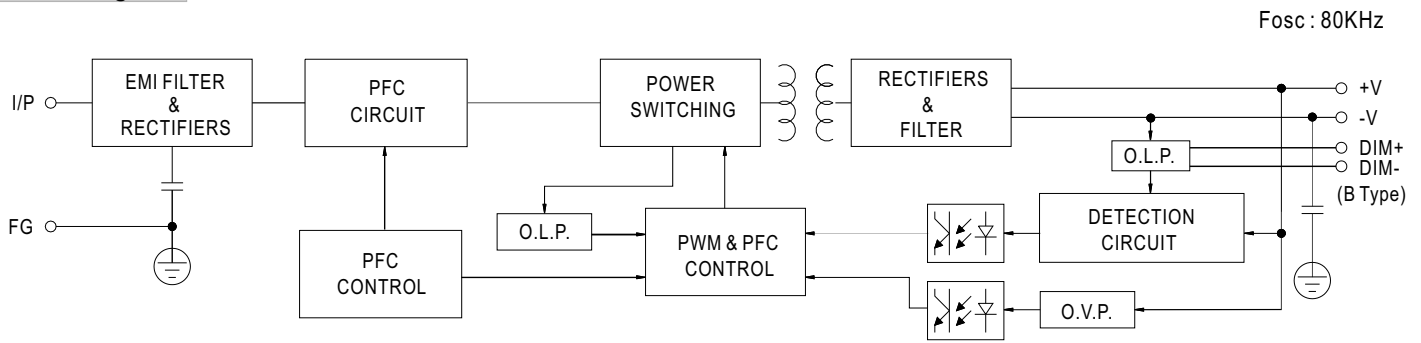 Fosc : 80KHz
I/P
EMI FILTER
&
RECTIFIERS
PFC
CIRCUIT
POWER
SWITCHING
RECTIFIERS
&
FILTER
+V
-V
O.L.P.
DIM+
DIM-
(B Type)
FG
PFC
CONTROL
O.L.P.
PWM & PFC
CONTROL
DETECTION
CIRCUIT
O.V.P.